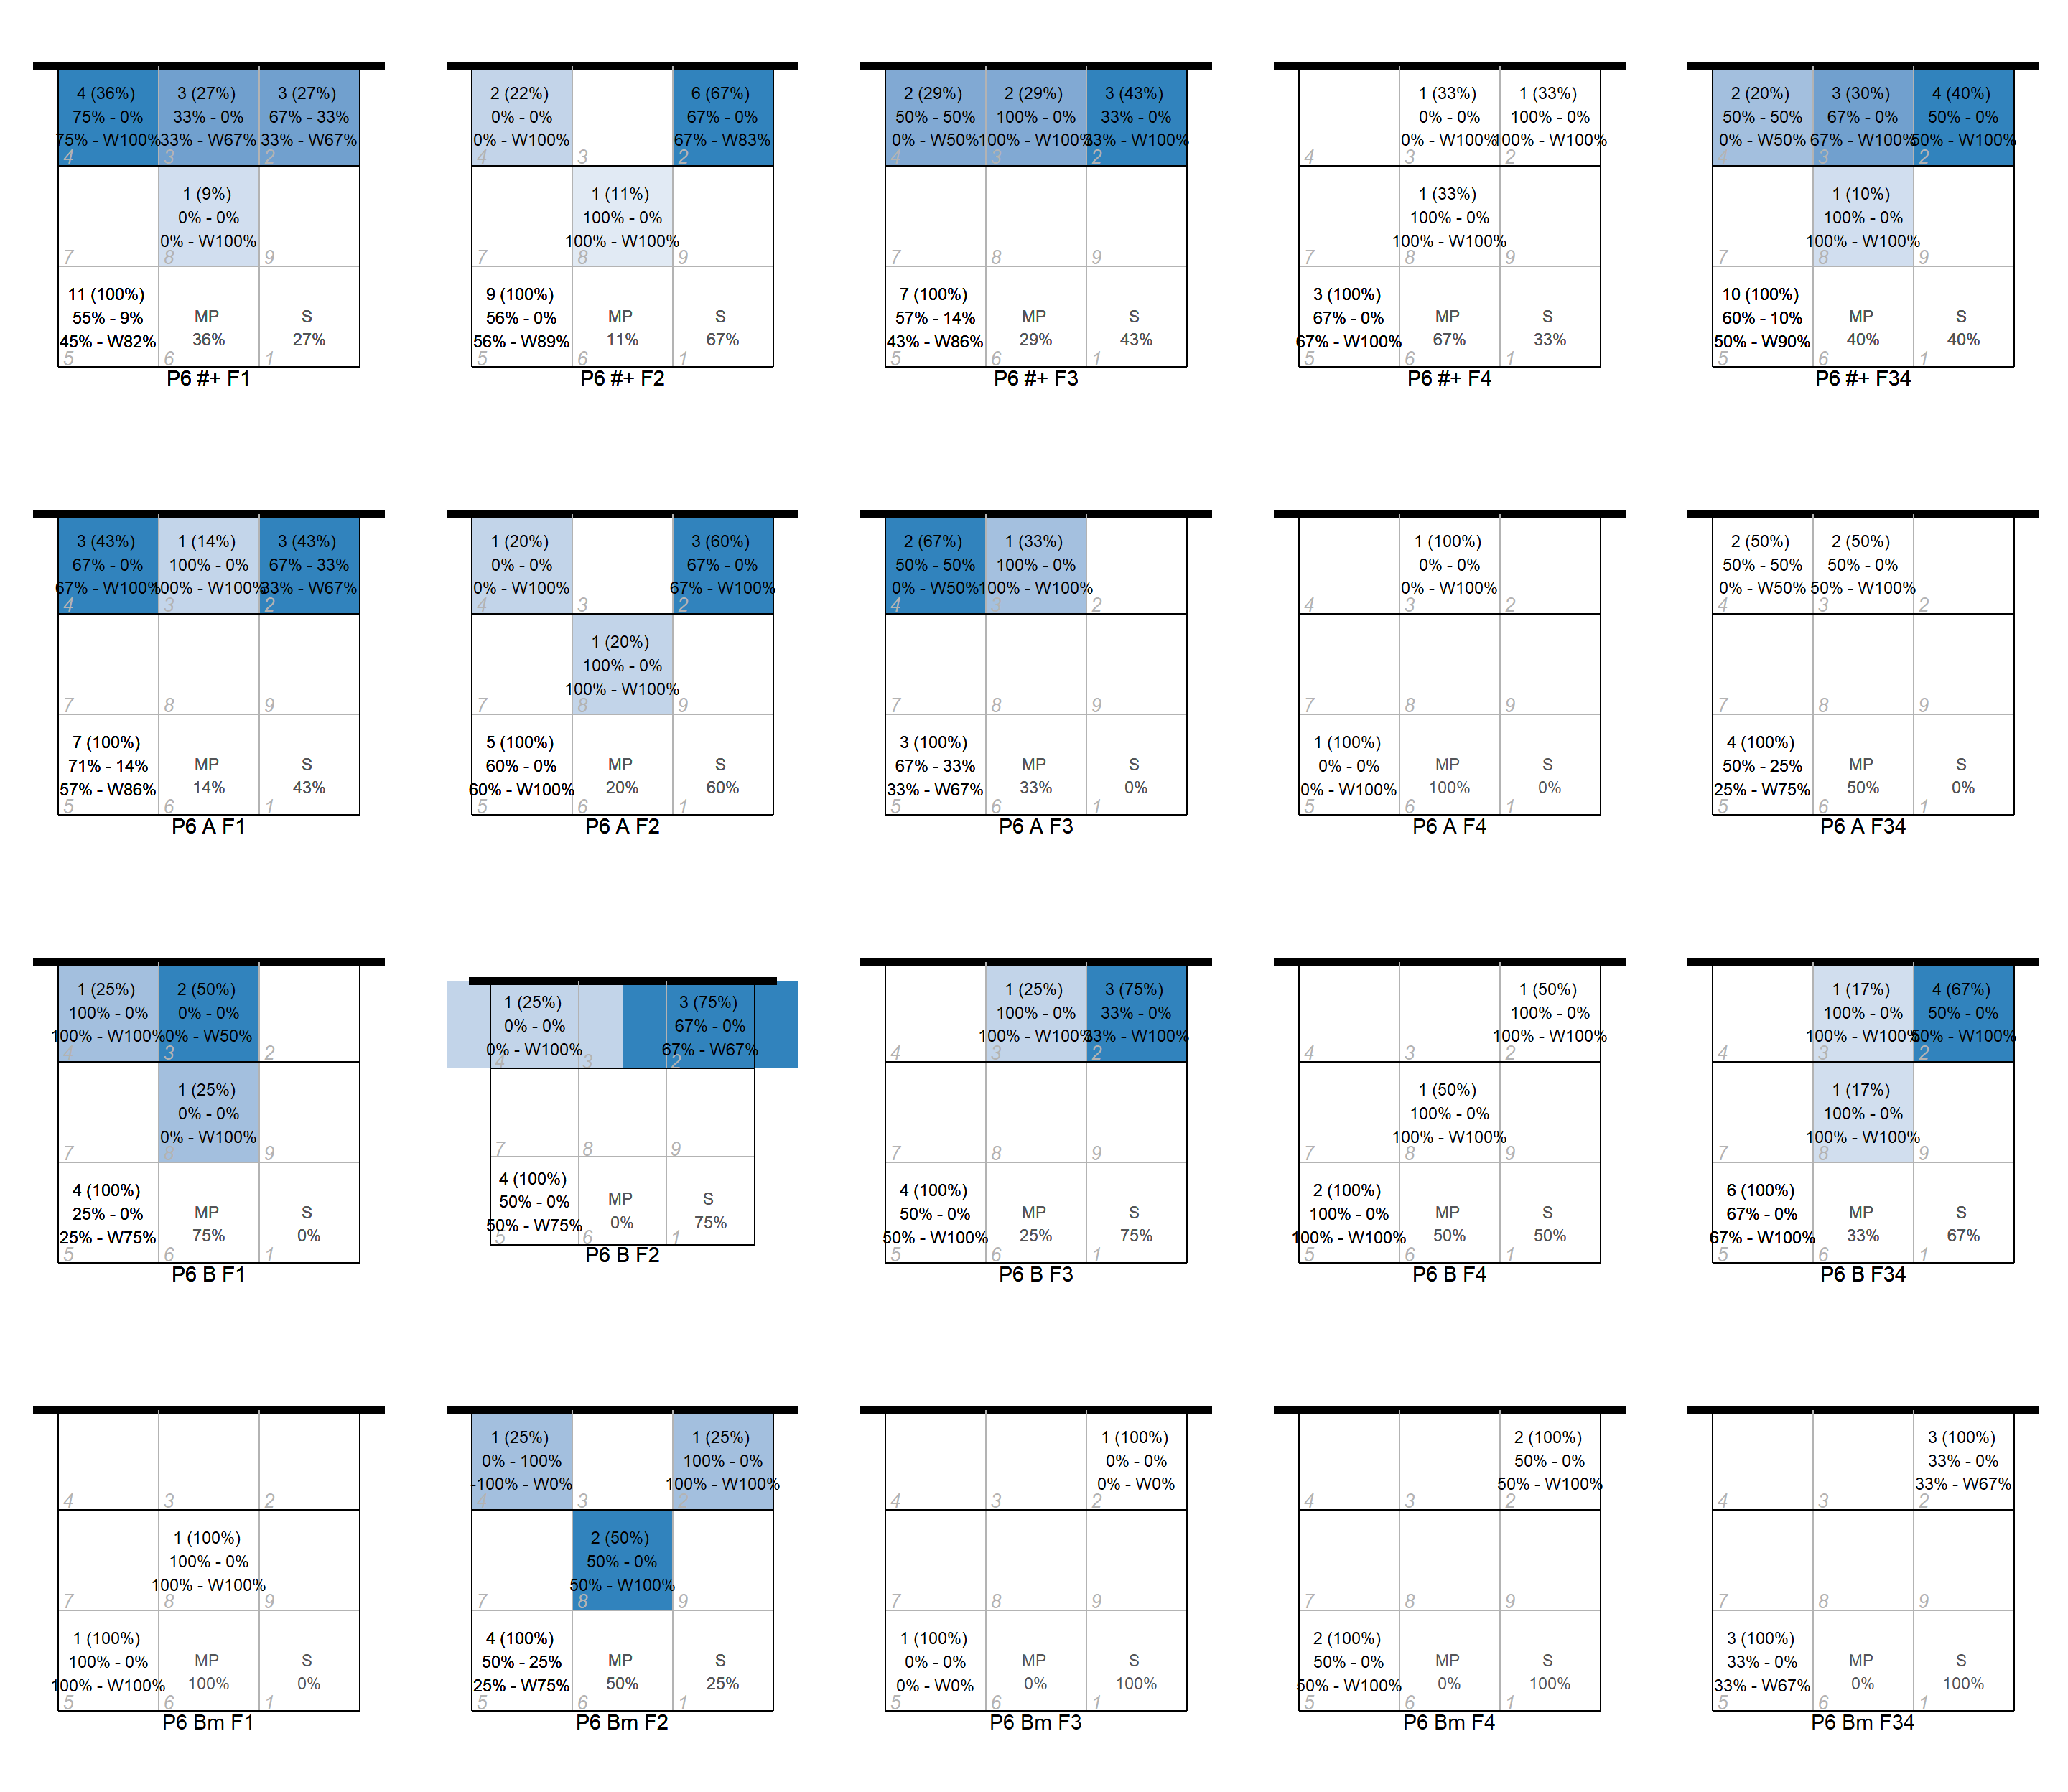 4 (36%) 3 (27%) 3 (27%)
75% - 0% 33% - 0% 67% - 33%
75% - W100% 33% - W67% 33% - W67%
4 3 2
1 (9%)
0% - 0%
0% - W100%
7 8 9
11 (100%)
55% - 9% MP S
45% - W82% 36% 27%
5 6 1
P6 #+ F1
2 (22%) 6 (67%)
0% - 0% 67% - 0%
0% - W100% 67% - W83%
4 3 2
1 (11%)
100% - 0%
100% - W100%
7 8 9
9 (100%)
56% - 0% MP S
56% - W89% 11% 67%
5 6 1
P6 #+ F2
2 (29%) 2 (29%) 3 (43%)
50% - 50% 100% - 0% 33% - 0%
0% - W50% 100% - W100% 33% - W100%
4 3 2
7 8 9
7 (100%)
57% - 14% MP S
43% - W86% 29% 43%
5 6 1
P6 #+ F3
1 (33%) 1 (33%)
0% - 0% 100% - 0%
0% - W100% 100% - W100%
4 3 2
1 (33%)
100% - 0%
100% - W100%
7 8 9
3 (100%)
67% - 0% MP S
67% - W100% 67% 33%
5 6 1
P6 #+ F4
2 (20%) 3 (30%) 4 (40%)
50% - 50% 67% - 0% 50% - 0%
0% - W50% 67% - W100% 50% - W100%
4 3 2
1 (10%)
100% - 0%
100% - W100%
7 8 9
10 (100%)
60% - 10% MP S
50% - W90% 40% 40%
5 6 1
P6 #+ F34
3 (43%) 1 (14%) 3 (43%)
67% - 0% 100% - 0% 67% - 33%
67% - W100% 100% - W100% 33% - W67%
4 3 2
7 8 9
7 (100%)
71% - 14% MP S
57% - W86% 14% 43%
5 6 1
P6 A F1
1 (20%) 3 (60%)
0% - 0% 67% - 0%
0% - W100% 67% - W100%
4 3 2
1 (20%)
100% - 0%
100% - W100%
7 8 9
5 (100%)
60% - 0% MP S
60% - W100% 20% 60%
5 6 1
P6 A F2
2 (67%) 1 (33%)
50% - 50% 100% - 0%
0% - W50% 100% - W100%
4 3 2
7 8 9
3 (100%)
67% - 33% MP S
33% - W67% 33% 0%
5 6 1
P6 A F3
1 (100%)
0% - 0%
0% - W100%
4 3 2
7 8 9
1 (100%)
0% - 0% MP S
0% - W100% 100% 0%
5 6 1
P6 A F4
2 (50%) 2 (50%)
50% - 50% 50% - 0%
0% - W50% 50% - W100%
4 3 2
7 8 9
4 (100%)
50% - 25% MP S
25% - W75% 50% 0%
5 6 1
P6 A F34
1 (25%) 2 (50%)
100% - 0% 0% - 0%
100% - W100% 0% - W50%
4 3 2
1 (25%)
0% - 0%
0% - W100%
7 8 9
4 (100%)
25% - 0% MP S
25% - W75% 75% 0%
5 6 1
P6 B F1
1 (25%) 3 (75%)
0% - 0% 67% - 0%
0% - W100% 67% - W67%
4 3 2
7 8 9
4 (100%)
50% - 0% MP S
50% - W75% 0% 75%
5 6 1
P6 B F2
1 (25%) 3 (75%)
100% - 0% 33% - 0%
100% - W100% 33% - W100%
4 3 2
7 8 9
4 (100%)
50% - 0% MP S
50% - W100% 25% 75%
5 6 1
P6 B F3
1 (50%)
100% - 0%
100% - W100%
4 3 2
1 (50%)
100% - 0%
100% - W100%
7 8 9
2 (100%)
100% - 0% MP S
100% - W100% 50% 50%
5 6 1
P6 B F4
1 (17%) 4 (67%)
100% - 0% 50% - 0%
100% - W100% 50% - W100%
4 3 2
1 (17%)
100% - 0%
100% - W100%
7 8 9
6 (100%)
67% - 0% MP S
67% - W100% 33% 67%
5 6 1
P6 B F34
4 3 2
1 (100%)
100% - 0%
100% - W100%
7 8 9
1 (100%)
100% - 0% MP S
100% - W100% 100% 0%
5 6 1
P6 Bm F1
1 (25%) 1 (25%)
0% - 100% 100% - 0%
-100% - W0% 100% - W100%
4 3 2
2 (50%)
50% - 0%
50% - W100%
7 8 9
4 (100%)
50% - 25% MP S
25% - W75% 50% 25%
5 6 1
P6 Bm F2
1 (100%)
0% - 0%
0% - W0%
4 3 2
7 8 9
1 (100%)
0% - 0% MP S
0% - W0% 0% 100%
5 6 1
P6 Bm F3
2 (100%)
50% - 0%
50% - W100%
4 3 2
7 8 9
2 (100%)
50% - 0% MP S
50% - W100% 0% 100%
5 6 1
P6 Bm F4
3 (100%)
33% - 0%
33% - W67%
4 3 2
7 8 9
3 (100%)
33% - 0% MP S
33% - W67% 0% 100%
5 6 1
P6 Bm F34